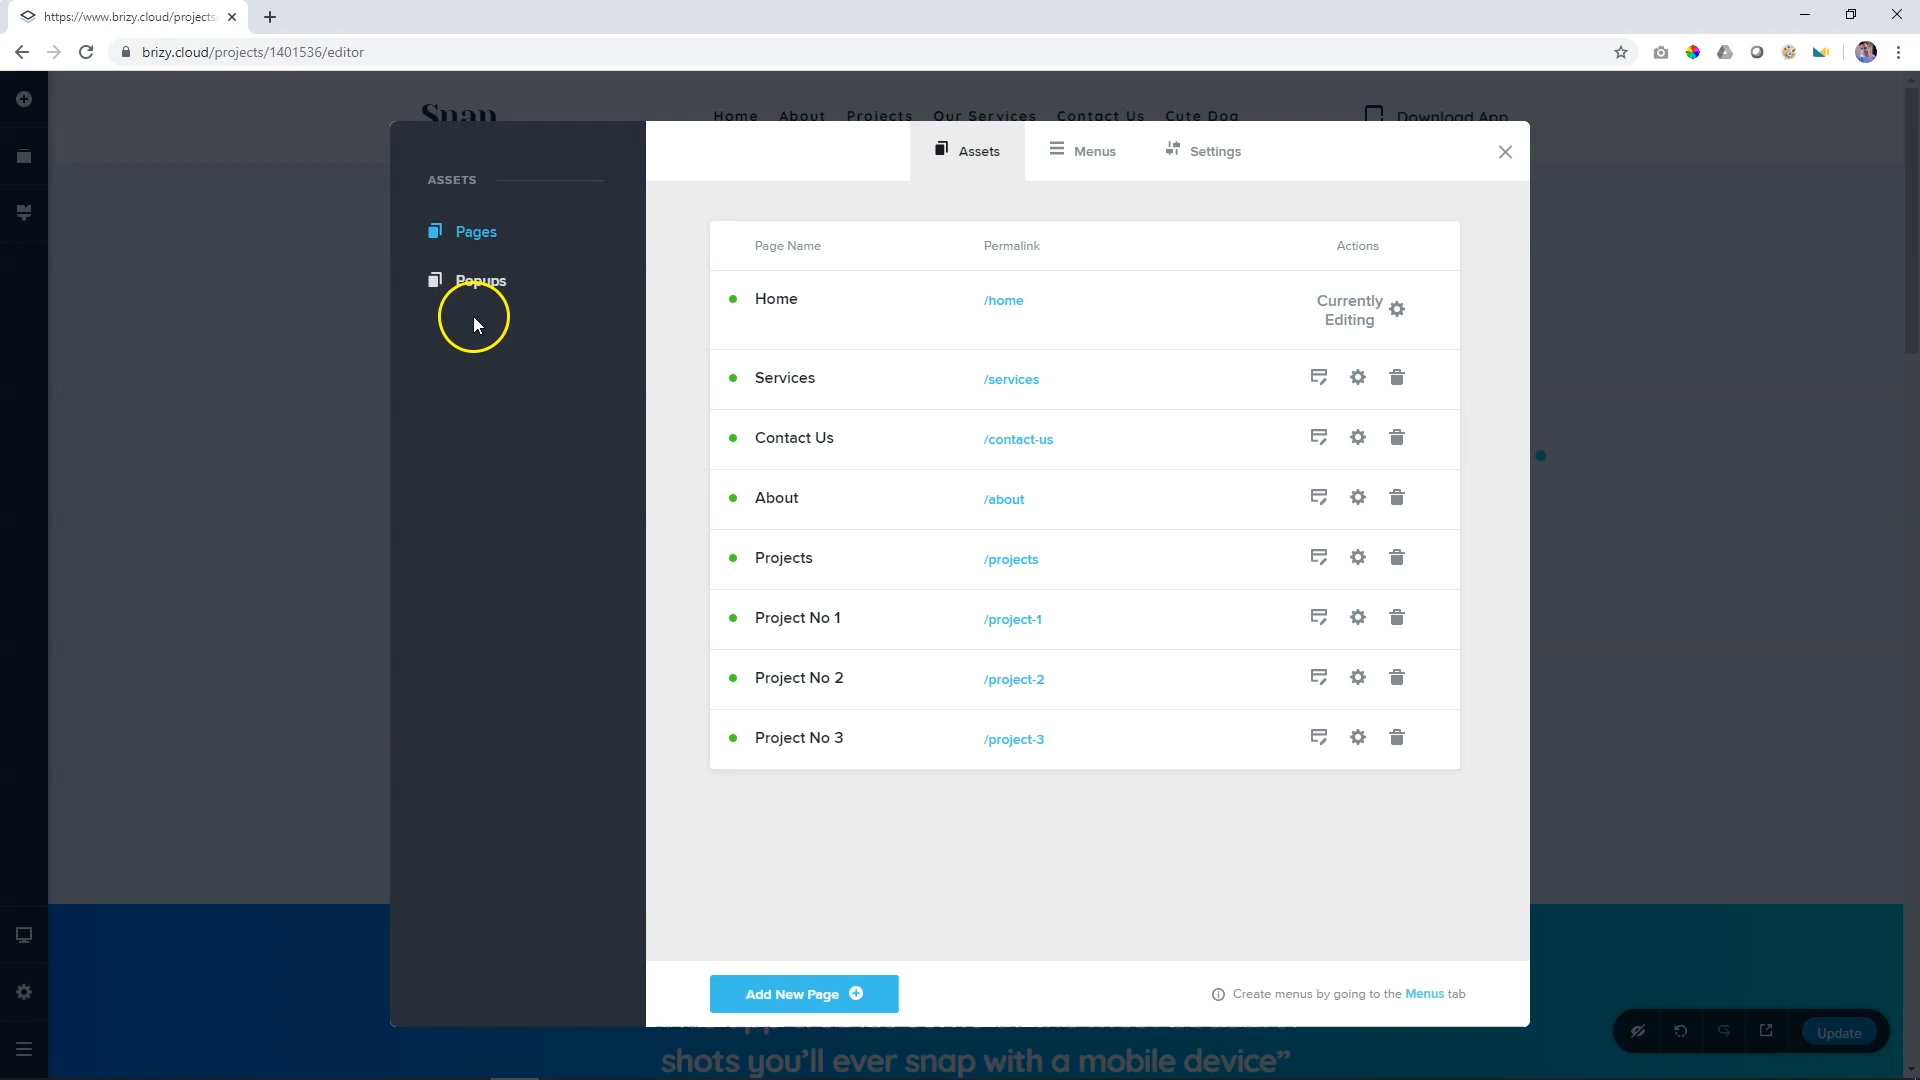 https://www.brizy.cloud/projects
brizy.cloud/projects/1401536/editor
Snap
Home About Projects Our Services Contact Us Cute Dog
Download App
Assets
Menus
Settings
ASSETS
Pages
Popups
Page Name Permalink Actions
Home /home Currently
Editing
Services /services
Contact Us /contact-us
About /about
Projects /projects
Project No 1 /project-1
Project No 2 /project-2
Project No 3 /project-3
Add New Page
Create menus by going to the Menus tab
Update
shots you'll ever snap with a mobile device”